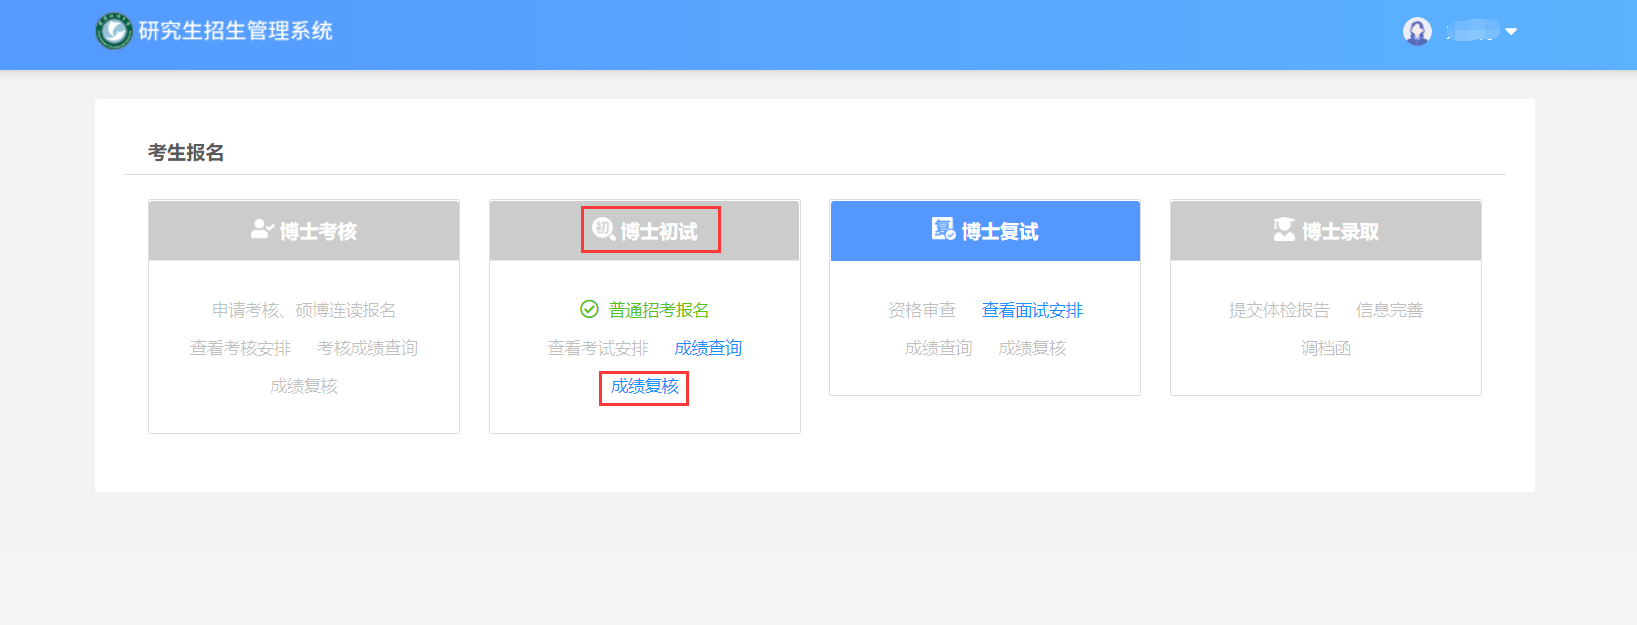 研究生招生管理系统
考生报名
博士考核
申请考核、硕博连读报名
查看考核安排 考核成绩查询
成绩复核
初 博士初试
普通招考报名
查看考试安排 成绩查询
成绩复核
复 博士复试
资格审查 查看面试安排
成绩查询 成绩复核
博士录取
提交体检报告 信息完善
调档函